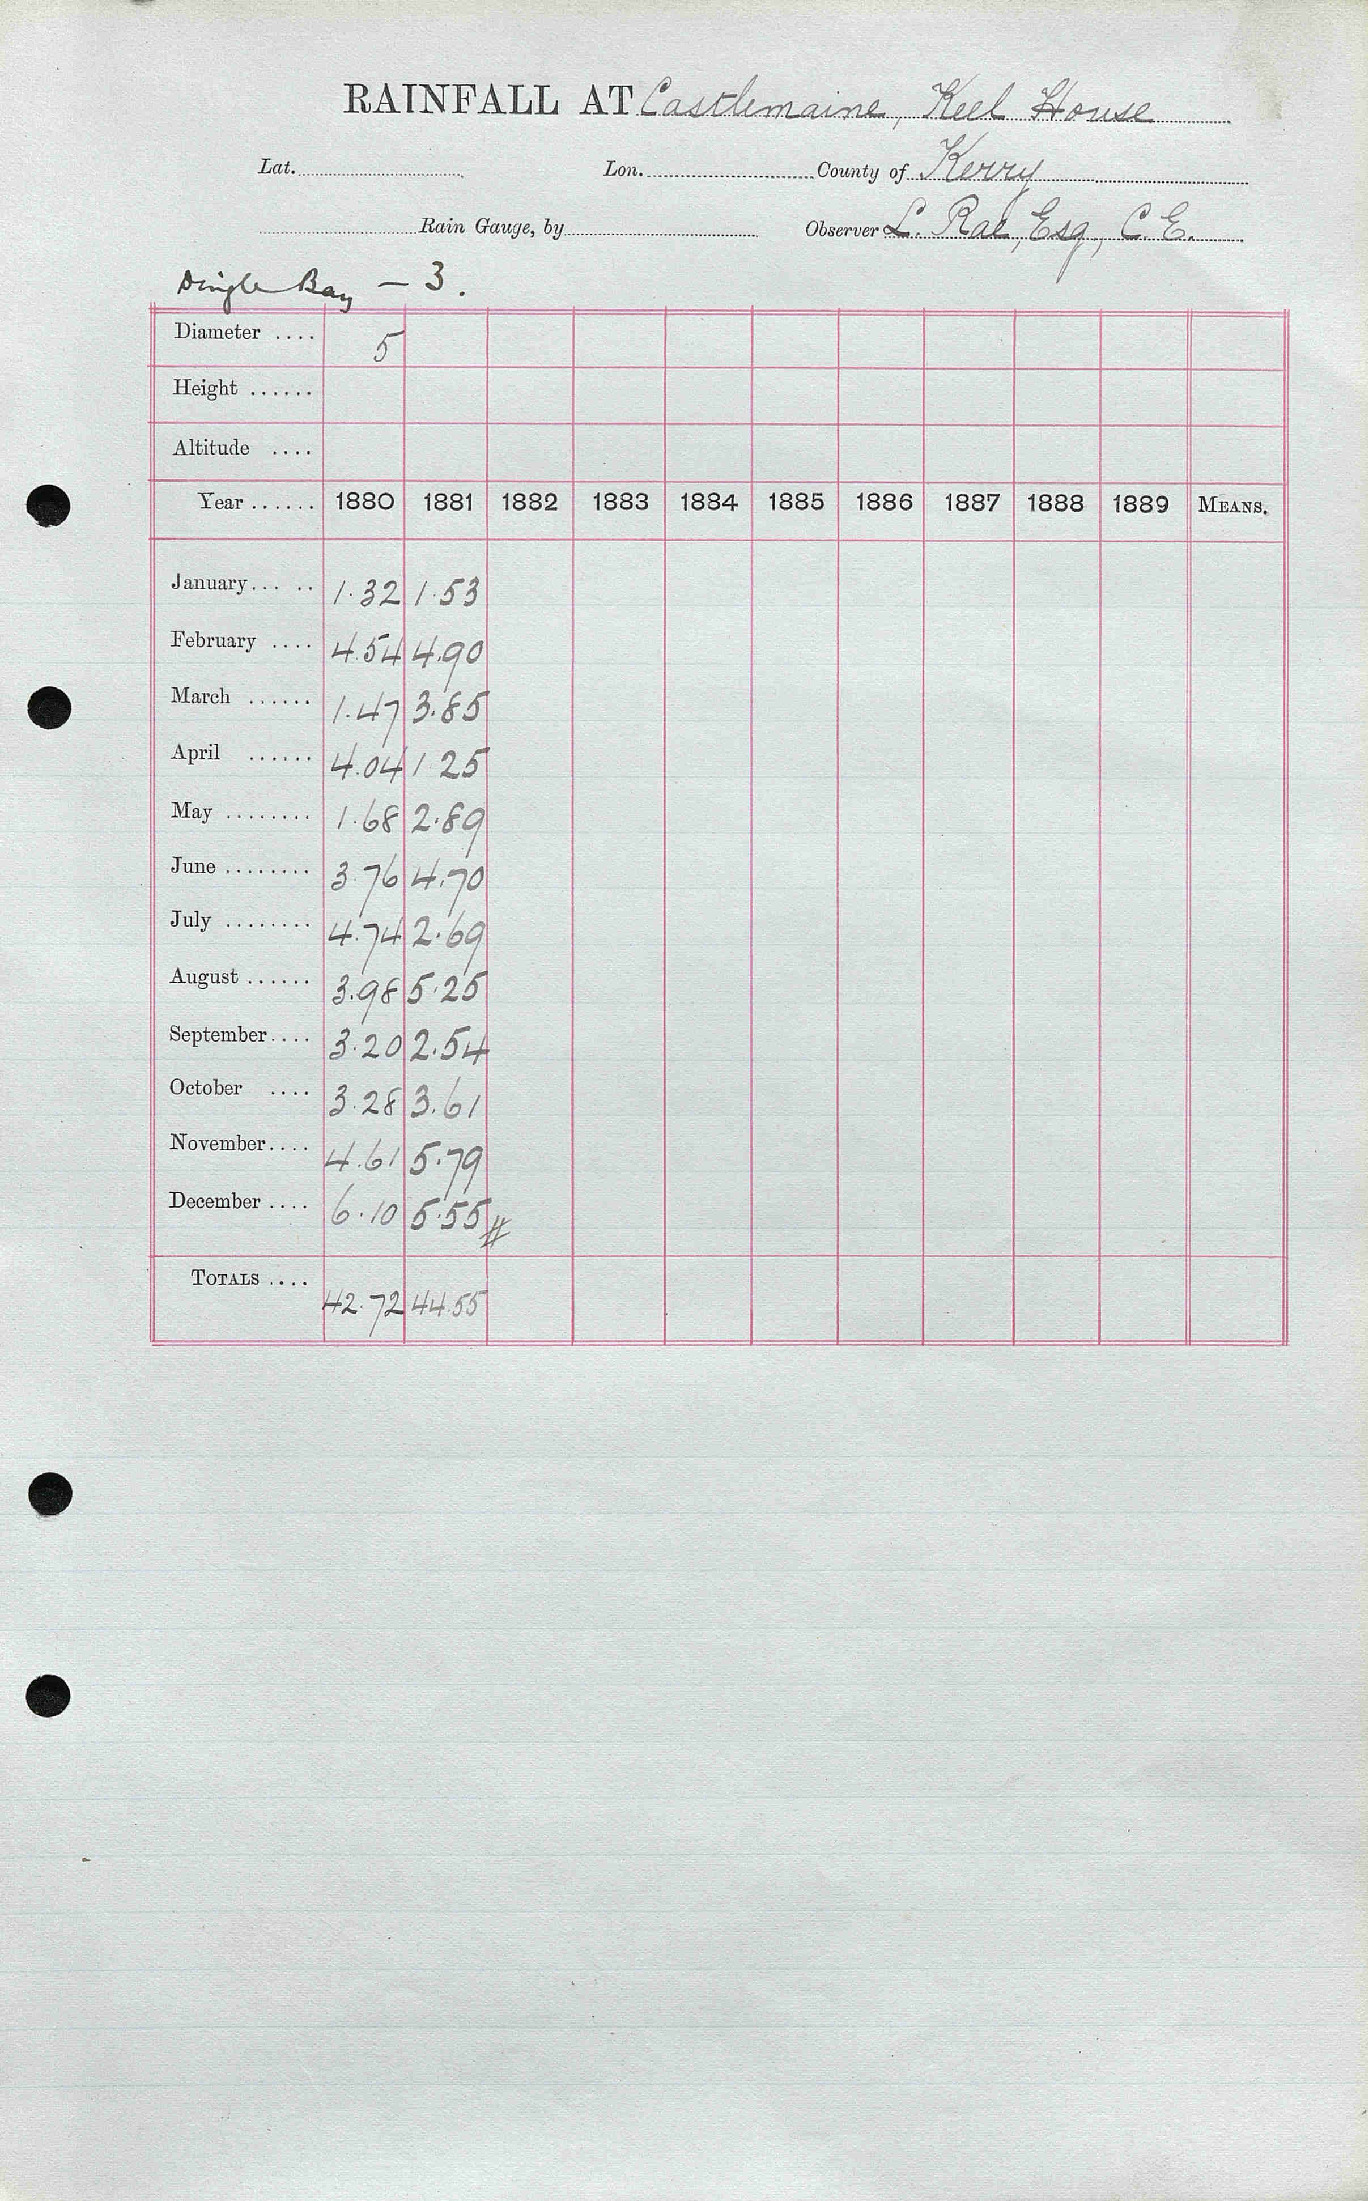 RAINFALL AT Castlemaine, Keel House
Lat. Lon. County of Kerry
Rain Gauge, by Observer L. Rae, Esq, C.E.
Dingle Bay – 3.
Diameter .... 5
Height ......
Altitude ....
Year ...... 1880 1881 1882 1883 1884 1885 1886 1887 1888 1889 MEANS.
January... .. 1.32 1.53
February .... 4.54 4.90
March ...... 1.47 3.85
April ...... 4.04 1 25
May ........ 1.68 2.89
June ........ 3.76 4.70
July ........ 4.74 2.69
August ...... 3.98 5.25
September.... 3.20 2.54
October .... 3.28 3.61
November.... 4.61 5.79
December .... 6.10 5.55 #
TOTALS .... 42.72 44.55